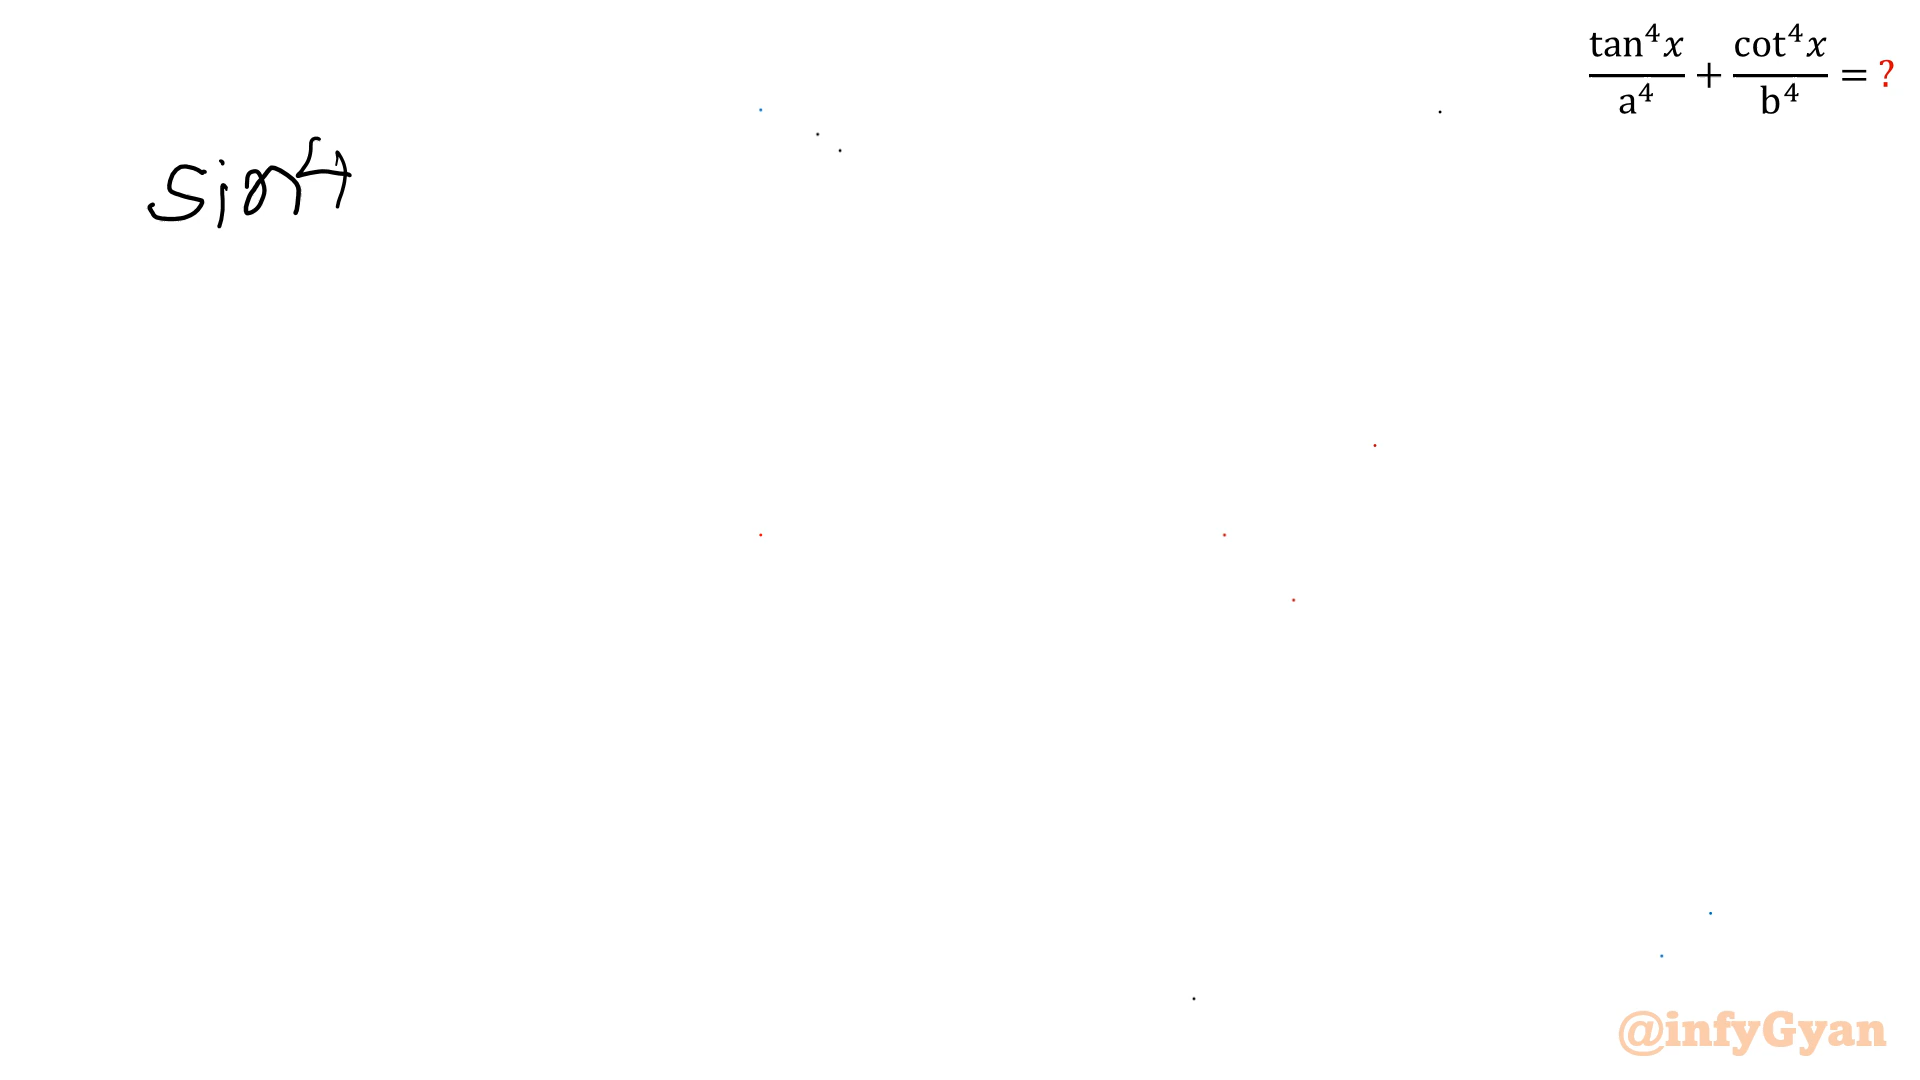 tan⁴x/a⁴ + cot⁴x/b⁴ = ?
sin⁴
@infyGyan